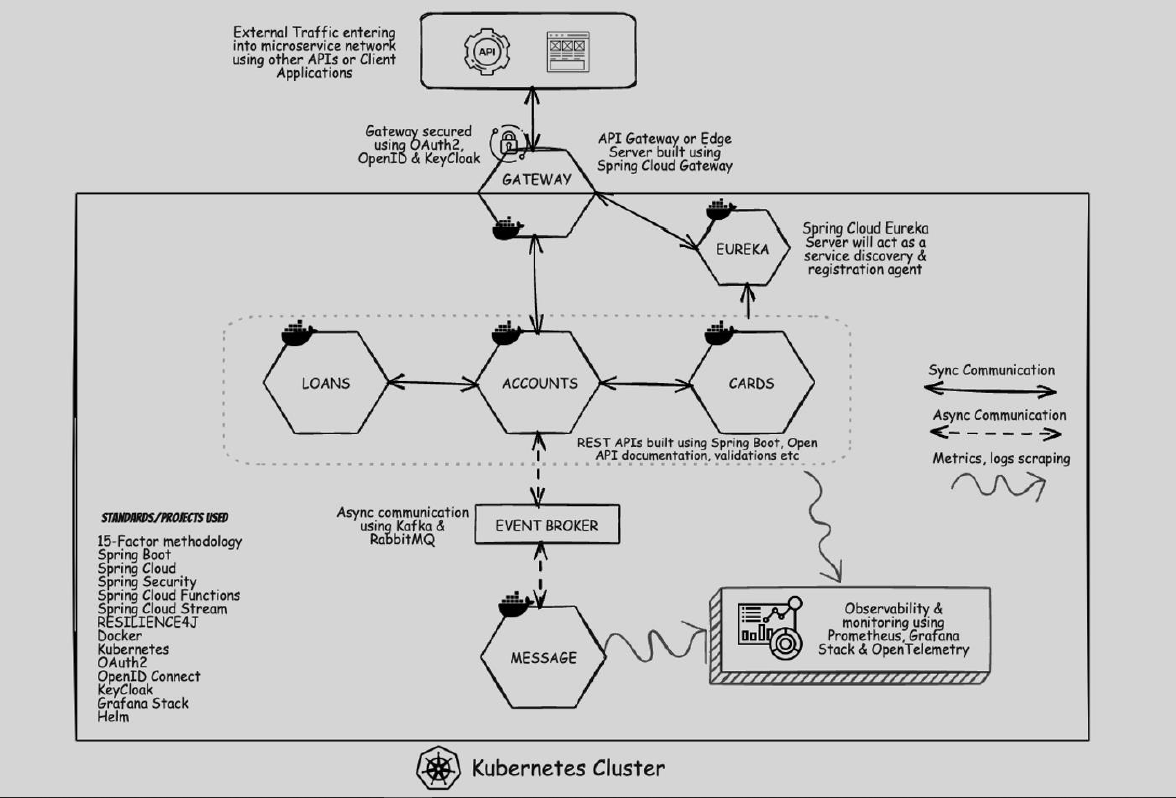 External Traffic entering
into microservice network
using other APIs or Client
Applications
API
Gateway secured
using OAuth2,
OpenID & KeyCloak
API Gateway or Edge
Server built using
Spring Cloud Gateway
GATEWAY
EUREKA
Spring Cloud Eureka
Server will act as a
service discovery &
registration agent
LOANS
ACCOUNTS
CARDS
REST APIs built using Spring Boot, Open
API documentation, validations etc
Sync Communication
Async Communication
Metrics, logs scraping
Async communication
using Kafka &
RabbitMQ
EVENT BROKER
MESSAGE
Observability &
monitoring using
Prometheus, Grafana
Stack & OpenTelemetry
STANDARDS/PROJECTS USED
15-Factor methodology
Spring Boot
Spring Cloud
Spring Security
Spring Cloud Functions
Spring Cloud Stream
RESILIENCE4J
Docker
Kubernetes
OAuth2
OpenID Connect
KeyCloak
Grafana Stack
Helm
Kubernetes Cluster